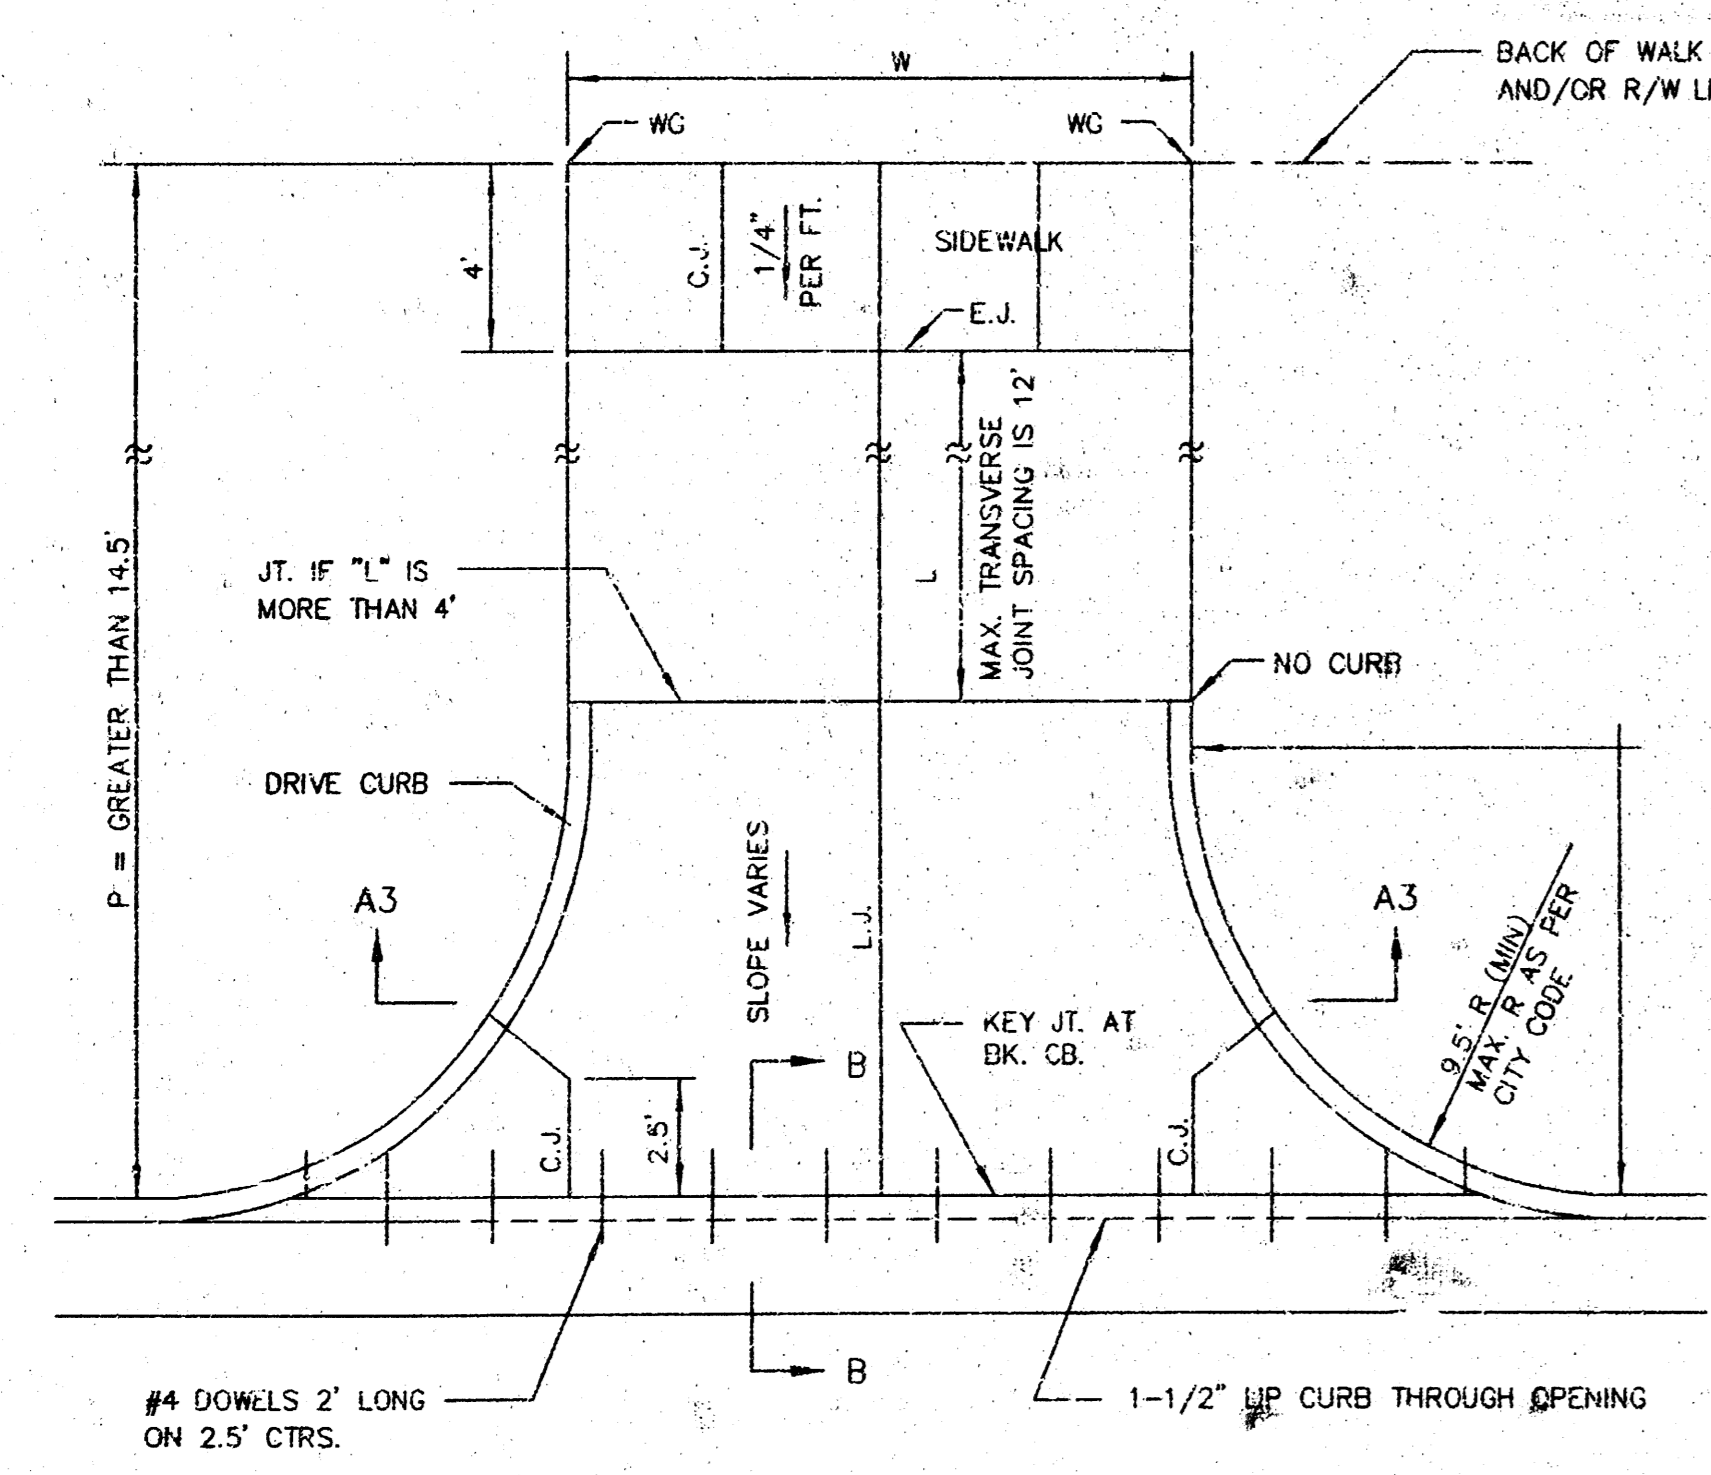 W
BACK OF WALK
AND/OR R/W
WG
WG
4'
C.J.
1/4"
PER FT.
SIDEWALK
E.J.
P = GREATER THAN 14.5'
JT. IF "L" IS
MORE THAN 4'
L
MAX. TRANSVERSE
JOINT SPACING IS 12'
NO CURB
DRIVE CURB
A3
SLOPE VARIES
L.J.
A3
9.5' R (MIN)
MAX. R AS PER
CITY CODE
KEY JT. AT
BK. CB.
B
C.J.
2.5'
C.J.
B
#4 DOWELS 2' LONG
ON 2.5' CTRS.
1-1/2" LIP CURB THROUGH OPENING